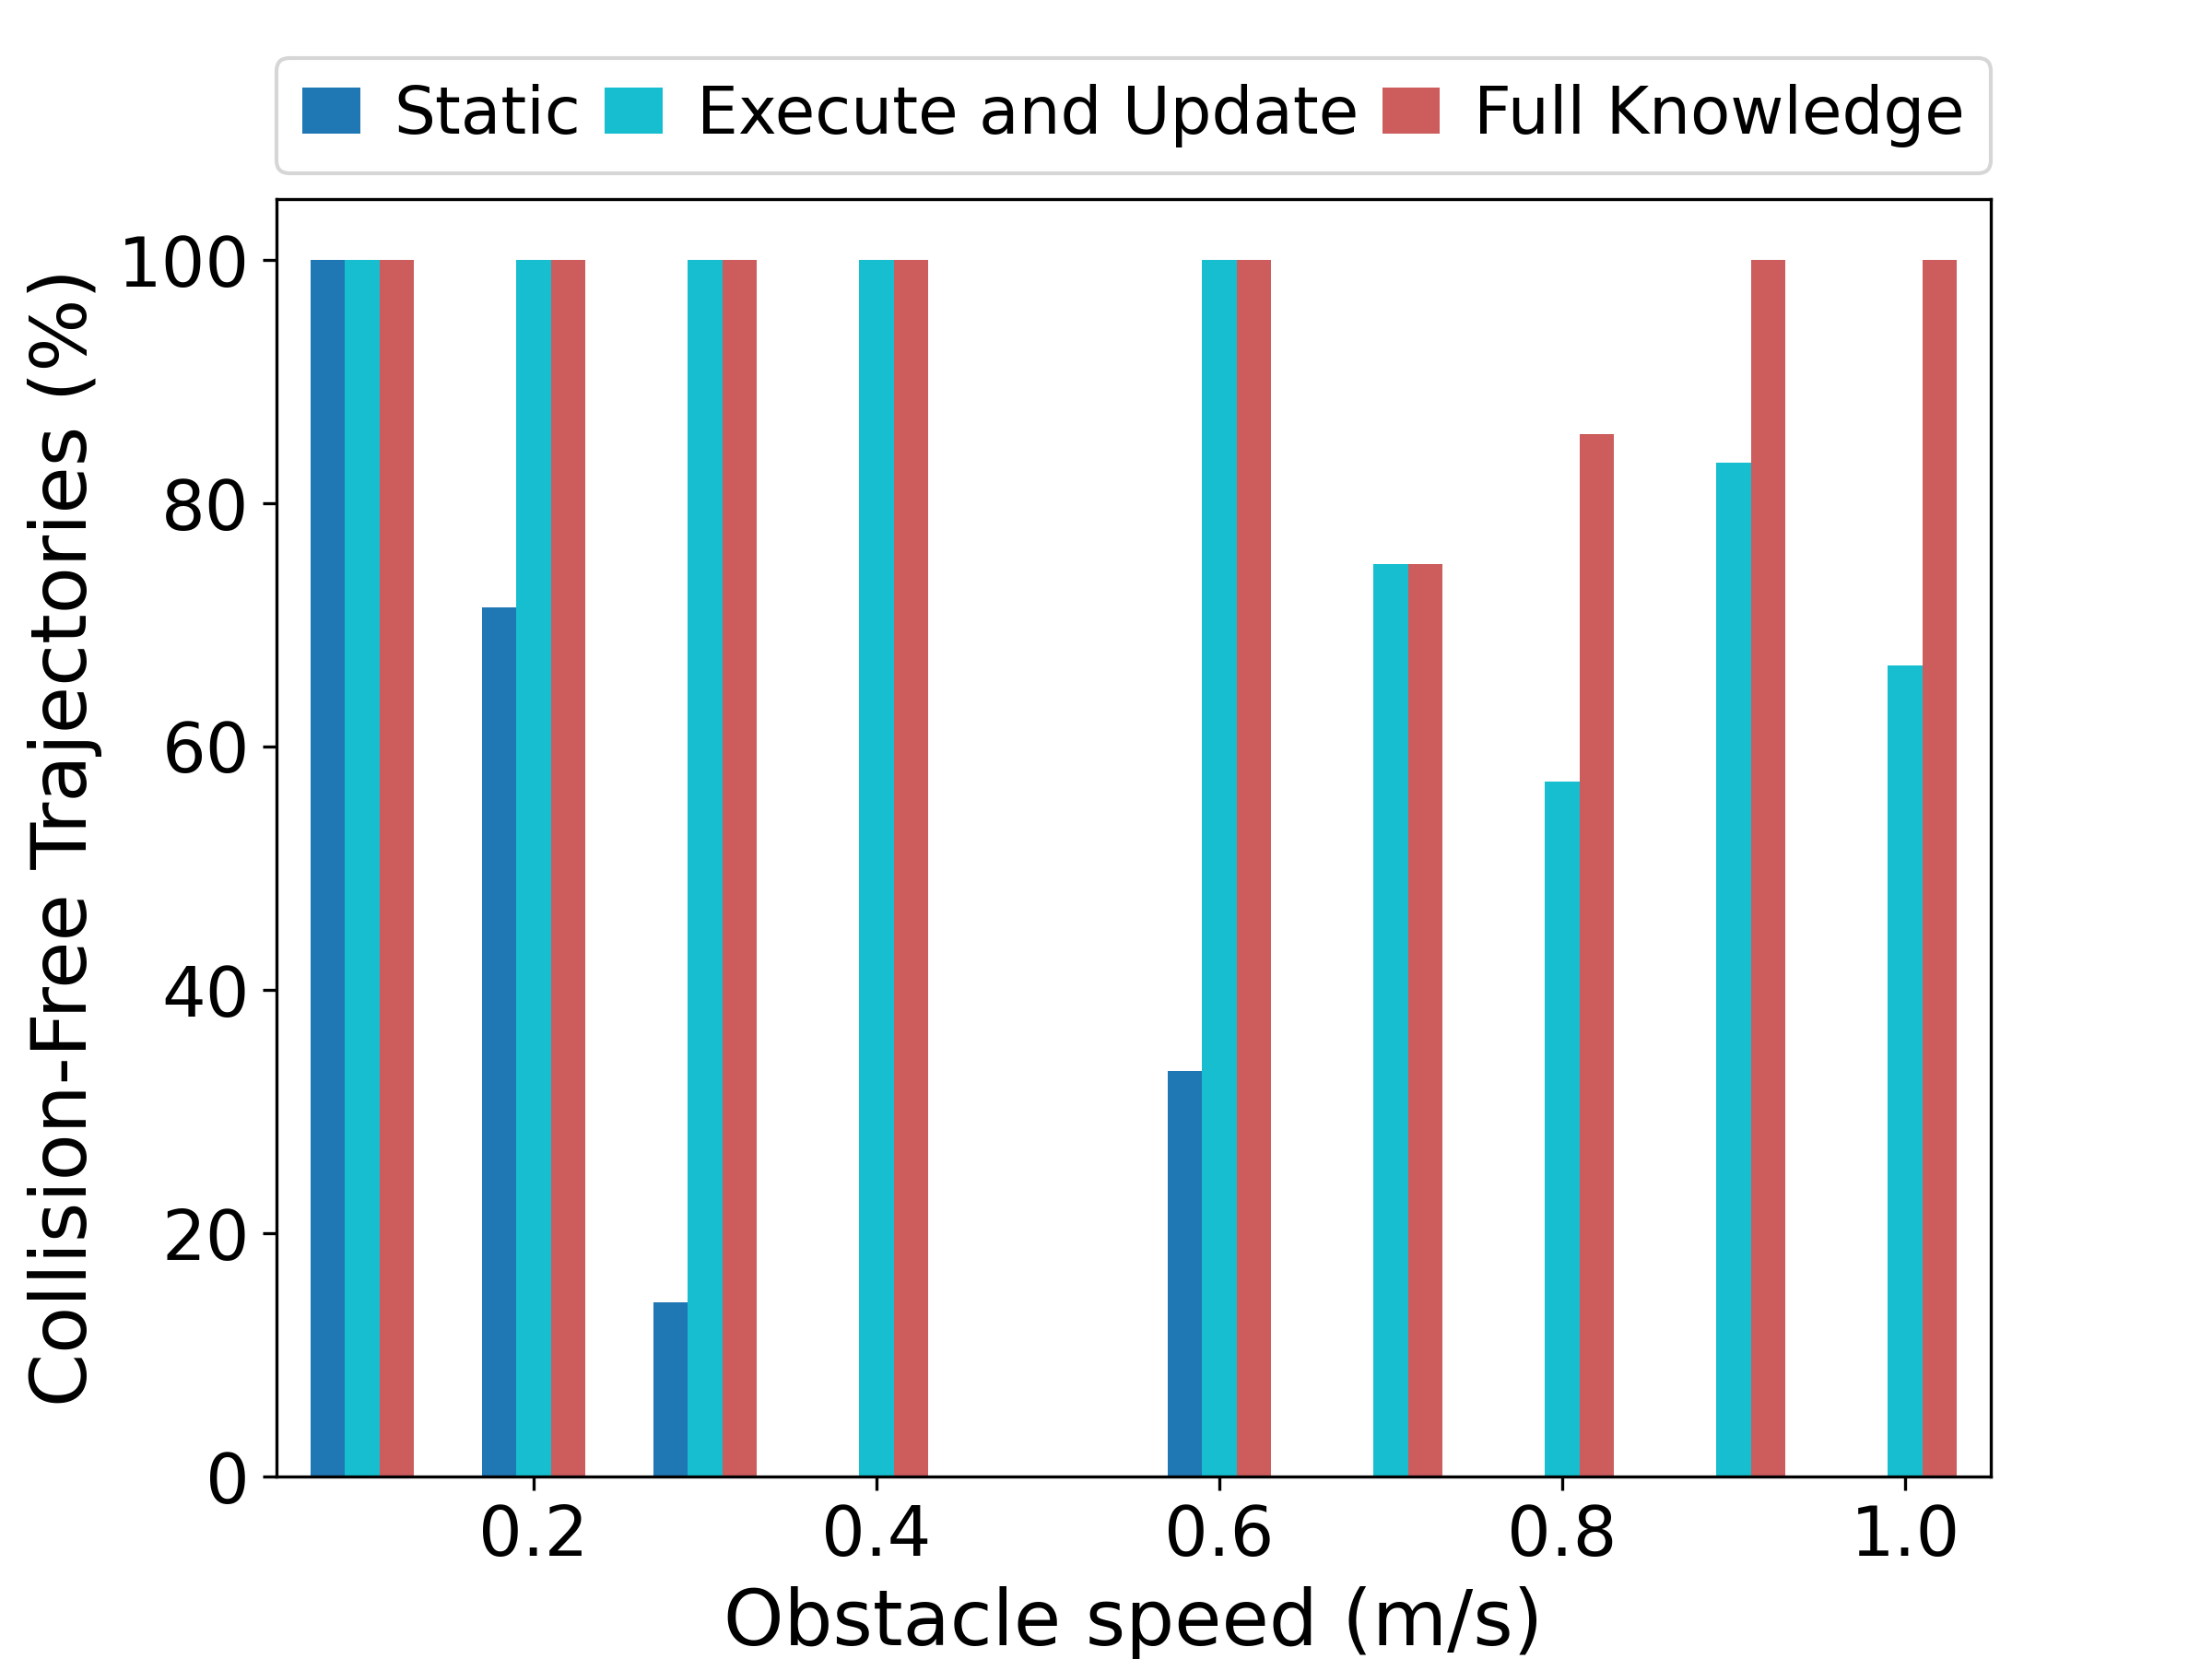 Static Execute and Update Full Knowledge
Collision-Free Trajectories (%)
100
80
60
40
20
0
0.2 0.4 0.6 0.8 1.0
Obstacle speed (m/s)